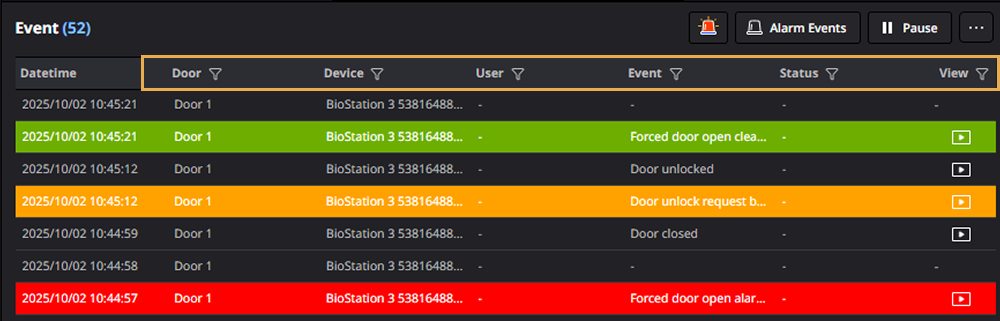 Event (52) Alarm Events Pause ...
Datetime Door Device User Event Status View
2025/10/02 10:45:21 Door 1 BioStation 3 53816488... - - - -
2025/10/02 10:45:21 Door 1 BioStation 3 53816488... - Forced door open clea... -
2025/10/02 10:45:12 Door 1 BioStation 3 53816488... - Door unlocked -
2025/10/02 10:45:12 Door 1 BioStation 3 53816488... - Door unlock request b... -
2025/10/02 10:44:59 Door 1 BioStation 3 53816488... - Door closed -
2025/10/02 10:44:58 Door 1 BioStation 3 53816488... - - - -
2025/10/02 10:44:57 Door 1 BioStation 3 53816488... - Forced door open alar... -